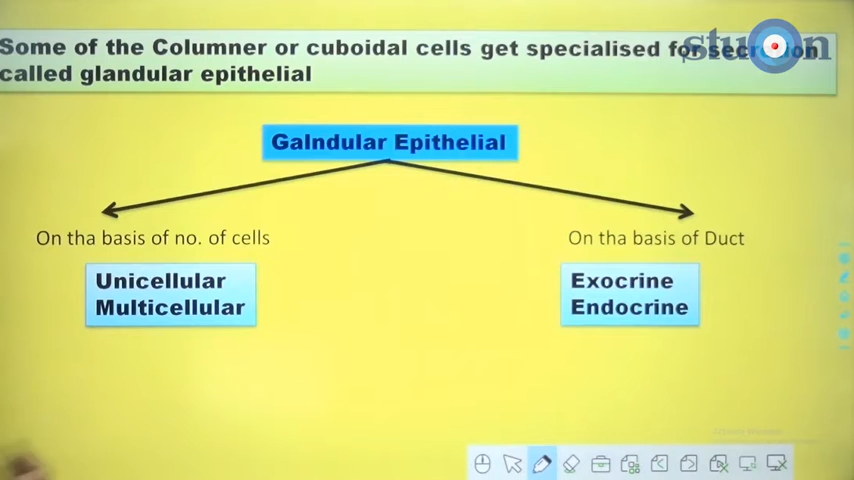 Some of the Columner or cuboidal cells get specialised for secretion
called glandular epithelial
Galndular Epithelial
On tha basis of no. of cells
Unicellular
Multicellular
On tha basis of Duct
Exocrine
Endocrine